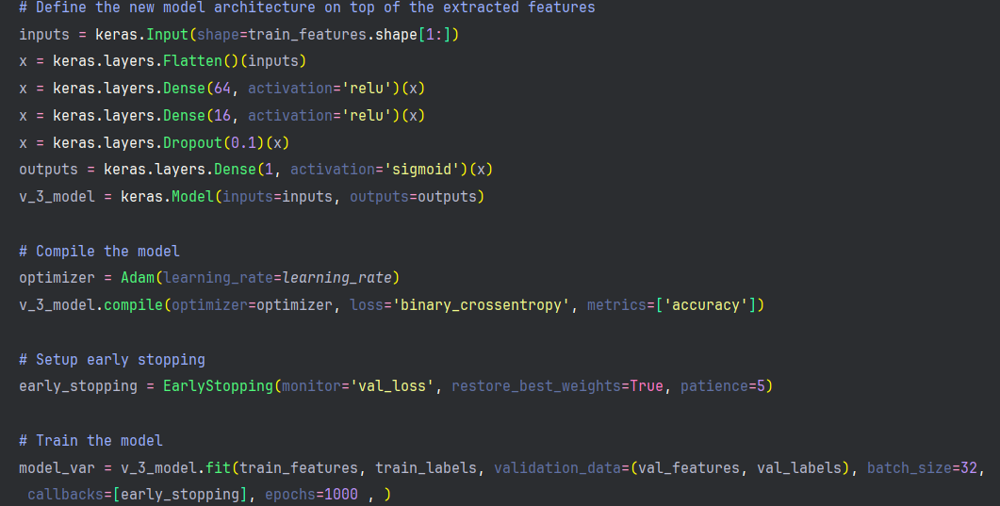 # Define the new model architecture on top of the extracted features
inputs = keras.Input(shape=train_features.shape[1:])
x = keras.layers.Flatten()(inputs)
x = keras.layers.Dense(64, activation='relu')(x)
x = keras.layers.Dense(16, activation='relu')(x)
x = keras.layers.Dropout(0.1)(x)
outputs = keras.layers.Dense(1, activation='sigmoid')(x)
v_3_model = keras.Model(inputs=inputs, outputs=outputs)
# Compile the model
optimizer = Adam(learning_rate=learning_rate)
v_3_model.compile(optimizer=optimizer, loss='binary_crossentropy', metrics=['accuracy'])
# Setup early stopping
early_stopping = EarlyStopping(monitor='val_loss', restore_best_weights=True, patience=5)
# Train the model
model_var = v_3_model.fit(train_features, train_labels, validation_data=(val_features, val_labels), batch_size=32,
callbacks=[early_stopping], epochs=1000 , )